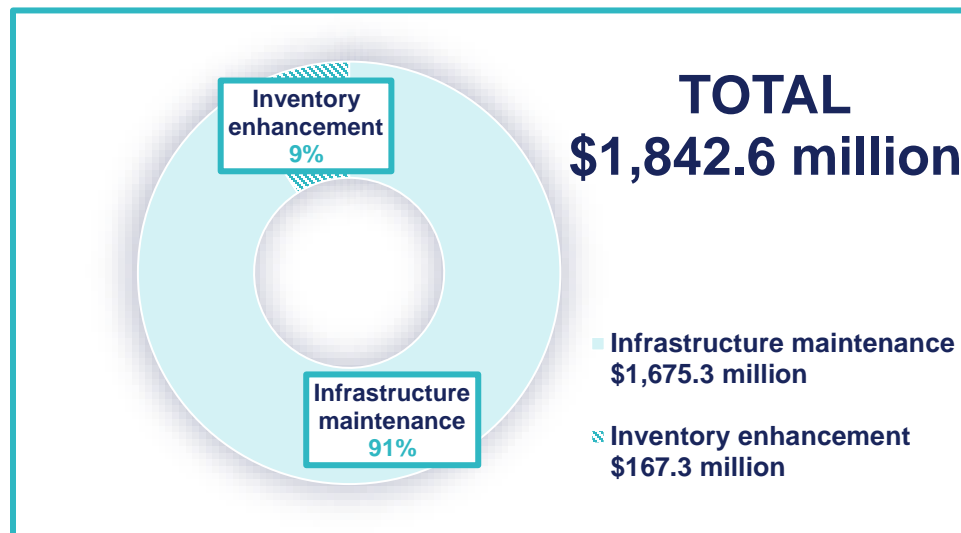 Inventory
enhancement
9%
TOTAL
$1,842.6 million
Infrastructure maintenance
$1,675.3 million
Infrastructure
maintenance
91%
Inventory enhancement
$167.3 million